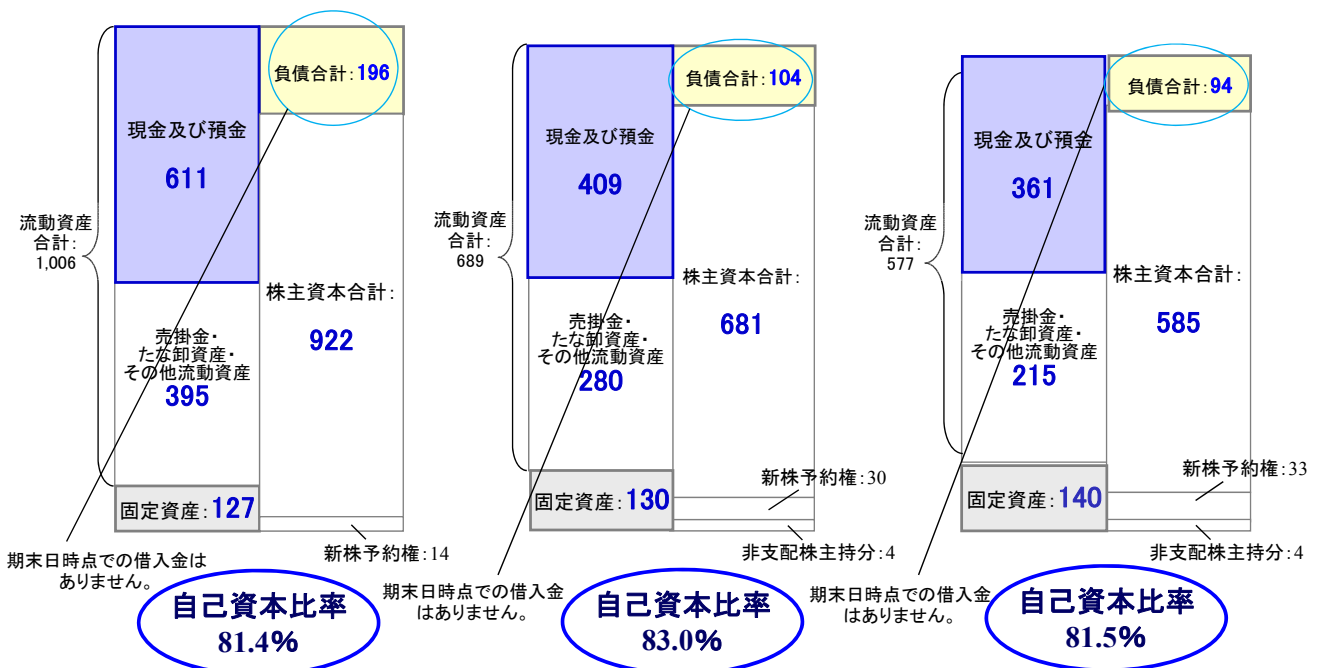 負債合計：196
現金及び預金
611
流動資産
合計：
1,006
株主資本合計：
922
売掛金・
たな卸資産・
その他流動資産
395
固定資産：127
新株予約権：14
期末日時点での借入金は
ありません。
自己資本比率
81.4%
負債合計：104
現金及び預金
409
流動資産
合計：
689
株主資本合計：
681
売掛金・
たな卸資産・
その他流動資産
280
新株予約権：30
固定資産：130
非支配株主持分：4
期末日時点での借入金
はありません。
自己資本比率
83.0%
負債合計：94
現金及び預金
361
流動資産
合計：
577
株主資本合計：
585
売掛金・
たな卸資産・
その他流動資産
215
新株予約権：33
固定資産：140
非支配株主持分：4
期末日時点での借入金
はありません。
自己資本比率
81.5%